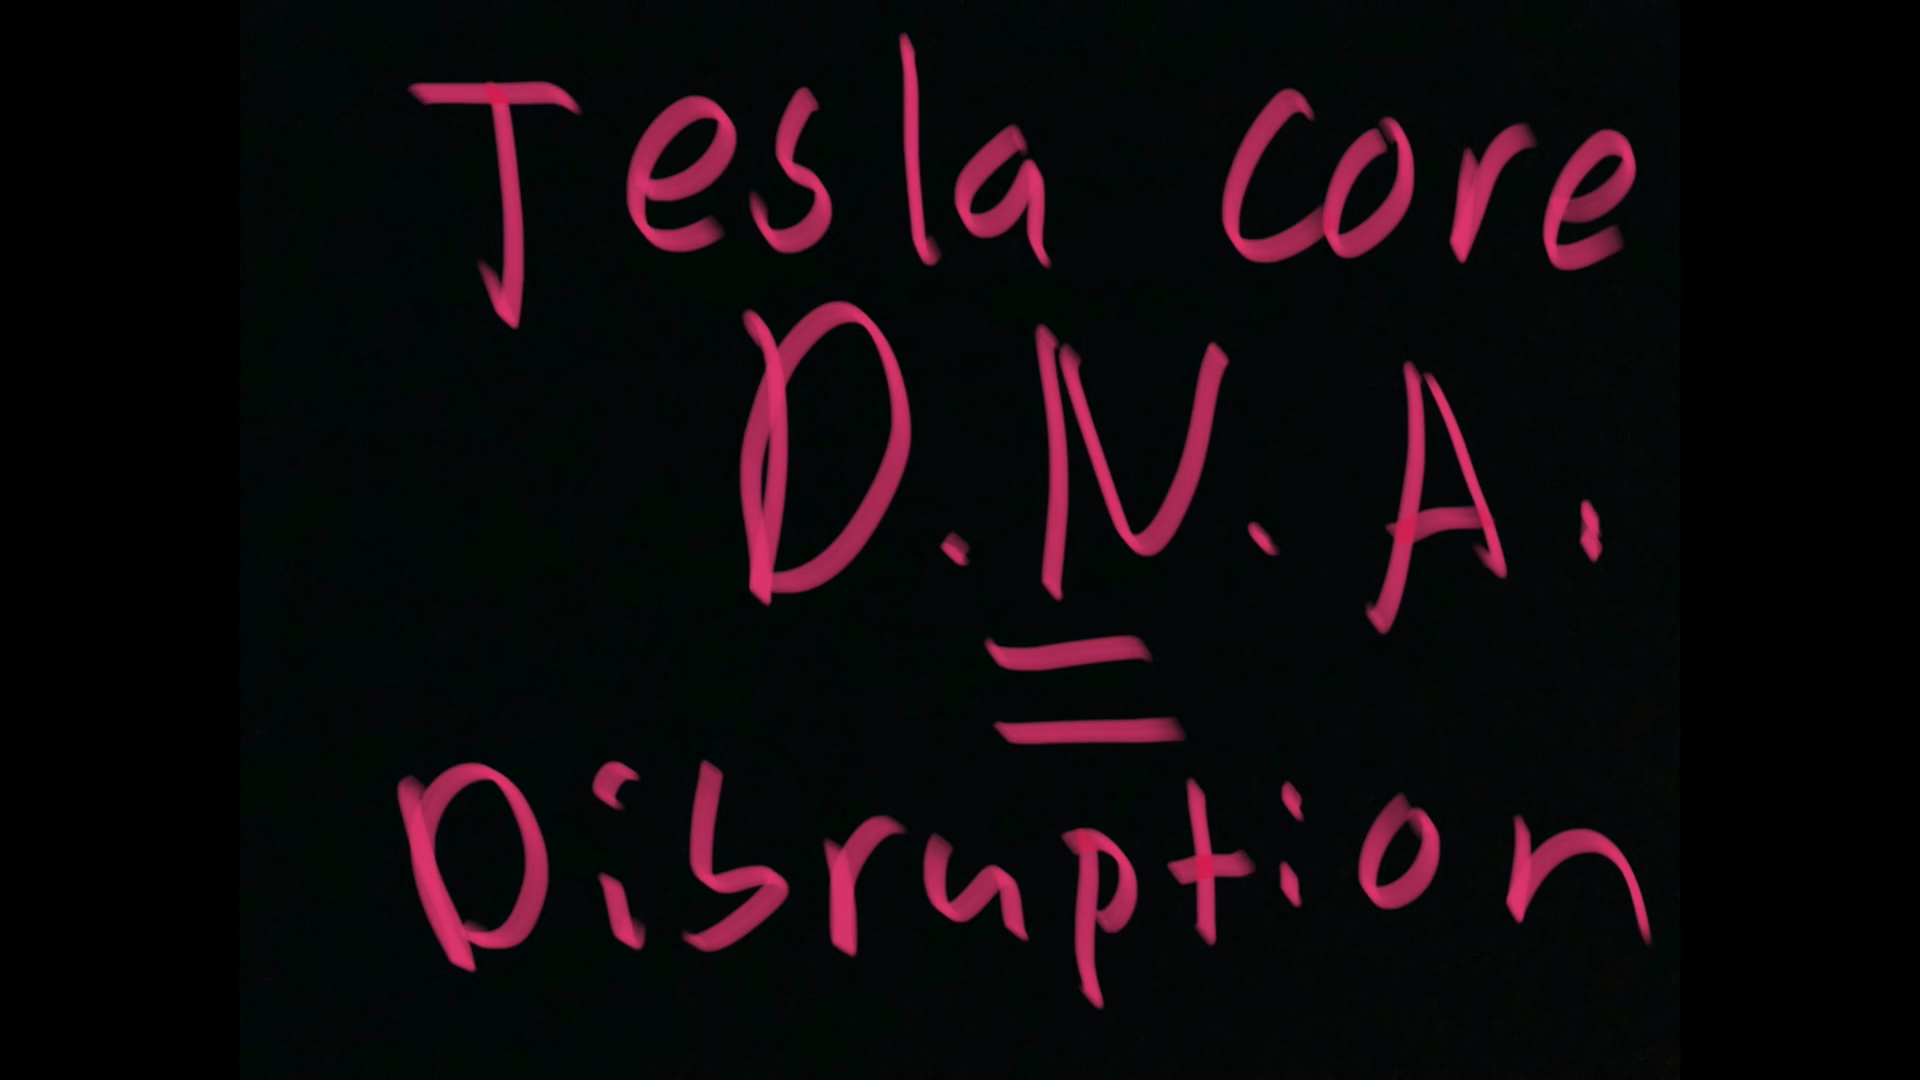 Tesla Core
D.N.A.
=
Disruption